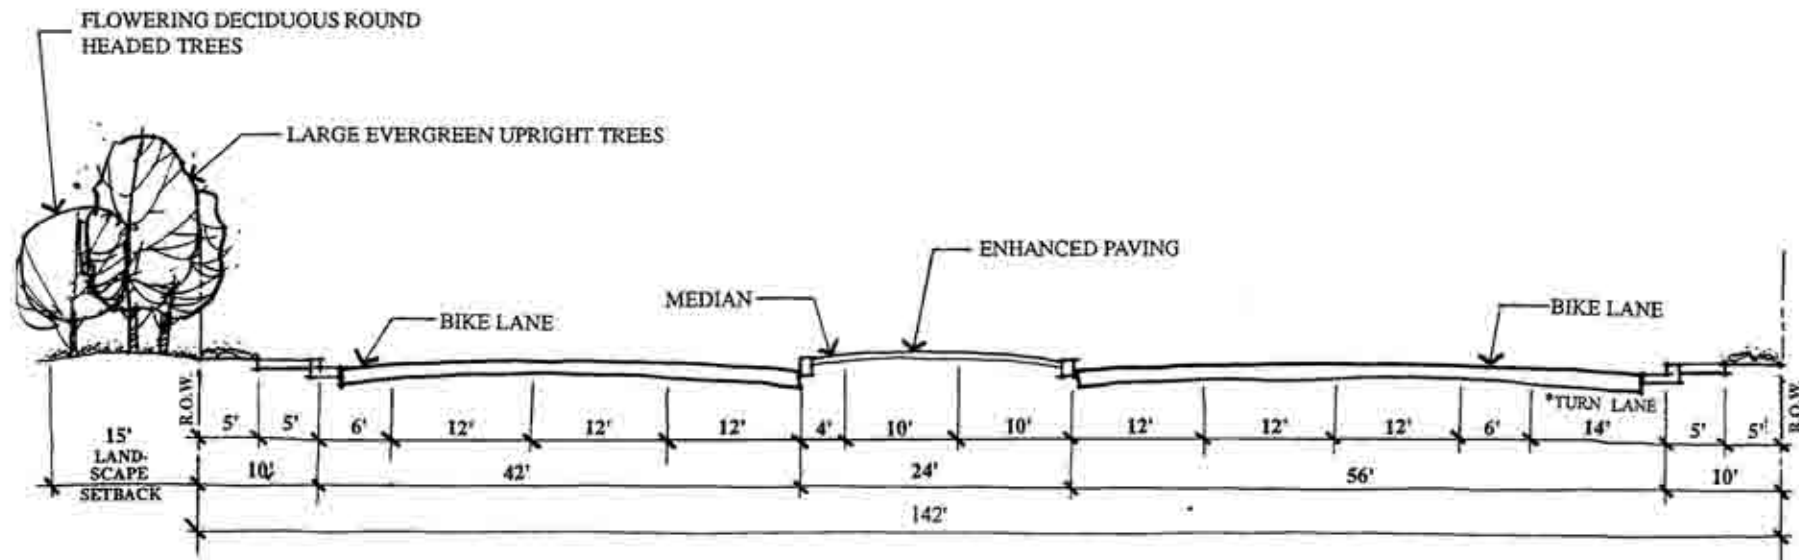 FLOWERING DECIDUOUS ROUND
HEADED TREES
LARGE EVERGREEN UPRIGHT TREES
ENHANCED PAVING
MEDIAN
BIKE LANE
BIKE LANE
R.O.W.
R.O.W.
*TURN LANE
15'
LAND-
SCAPE
SETBACK
5' 5' 6' 12' 12' 12' 4' 10' 10' 12' 12' 12' 6' 14' 5' 5'
10' 42' 24' 56' 10'
142'